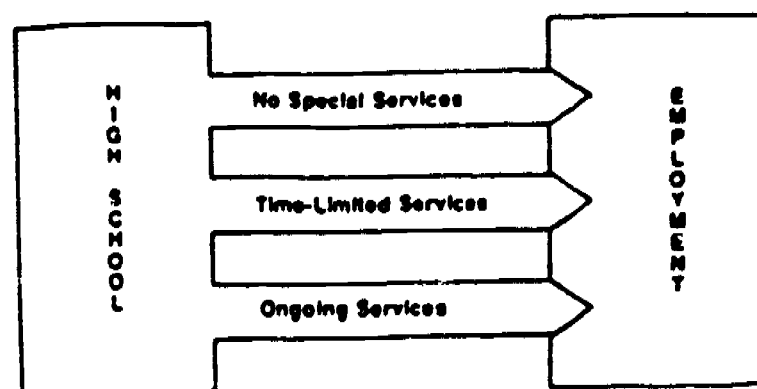 HIGH SCHOOL
No Special Services
Time-Limited Services
Ongoing Services
EMPLOYMENT